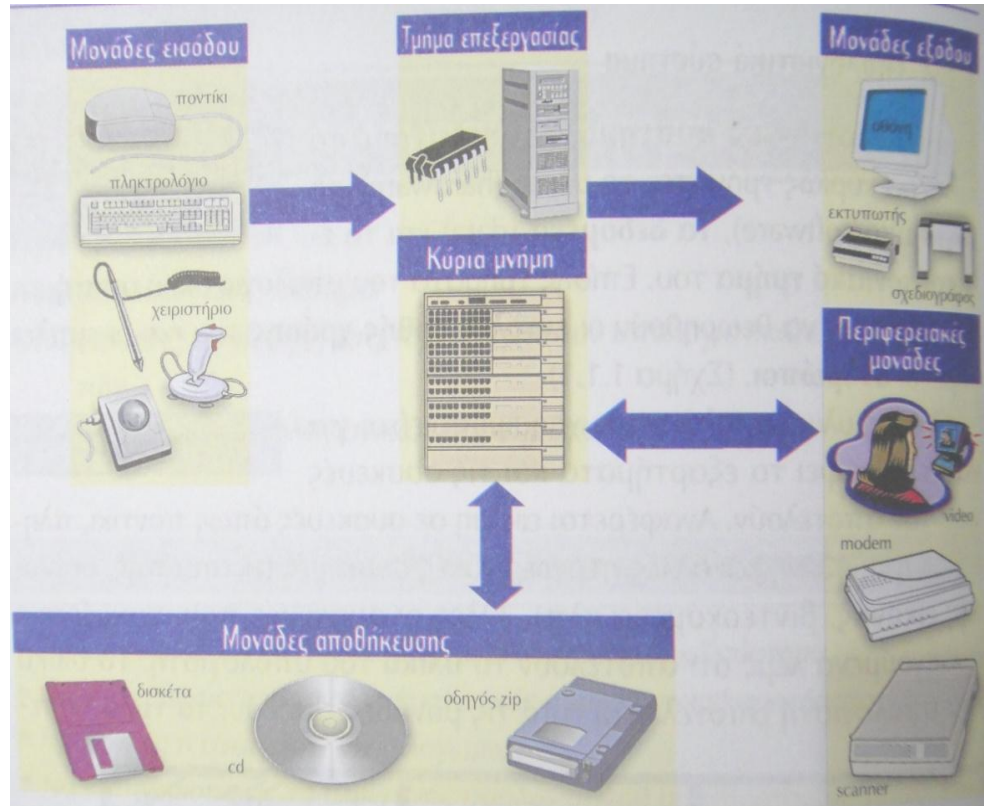 Μονάδες εισόδου
ποντίκι
πληκτρολόγιο
χειριστήριο
Τμήμα επεξεργασίας
Κύρια μνήμη
Μονάδες εξόδου
οθόνη
εκτυπωτής
σχεδιογράφος
Περιφερειακές
μονάδες
video
modem
scanner
Μονάδες αποθήκευσης
δισκέτα
cd
οδηγός zip